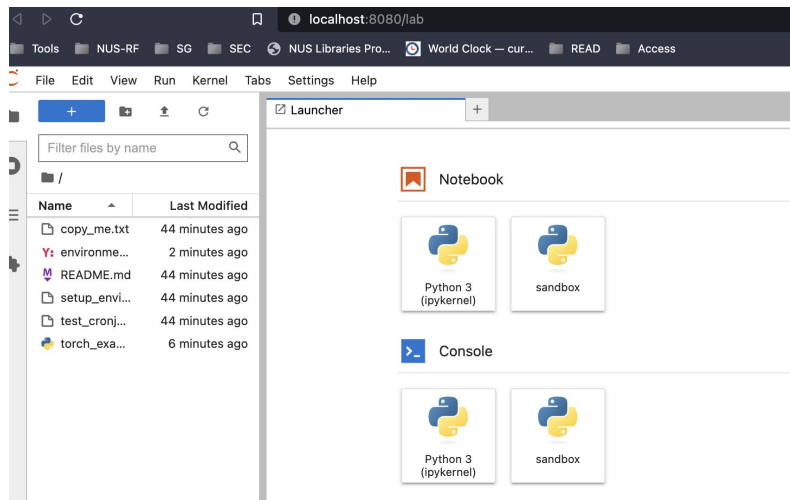 localhost:8080/lab
Tools NUS-RF SG SEC NUS Libraries Pro... World Clock — cur... READ Access
File Edit View Run Kernel Tabs Settings Help
+
Launcher +
Filter files by name
/
Name Last Modified
copy_me.txt 44 minutes ago
Y: environme... 2 minutes ago
M README.md 44 minutes ago
setup_envi... 44 minutes ago
test_cronj... 44 minutes ago
torch_exa... 6 minutes ago
Notebook
Python 3
(ipykernel)
sandbox
>_ Console
Python 3
(ipykernel)
sandbox